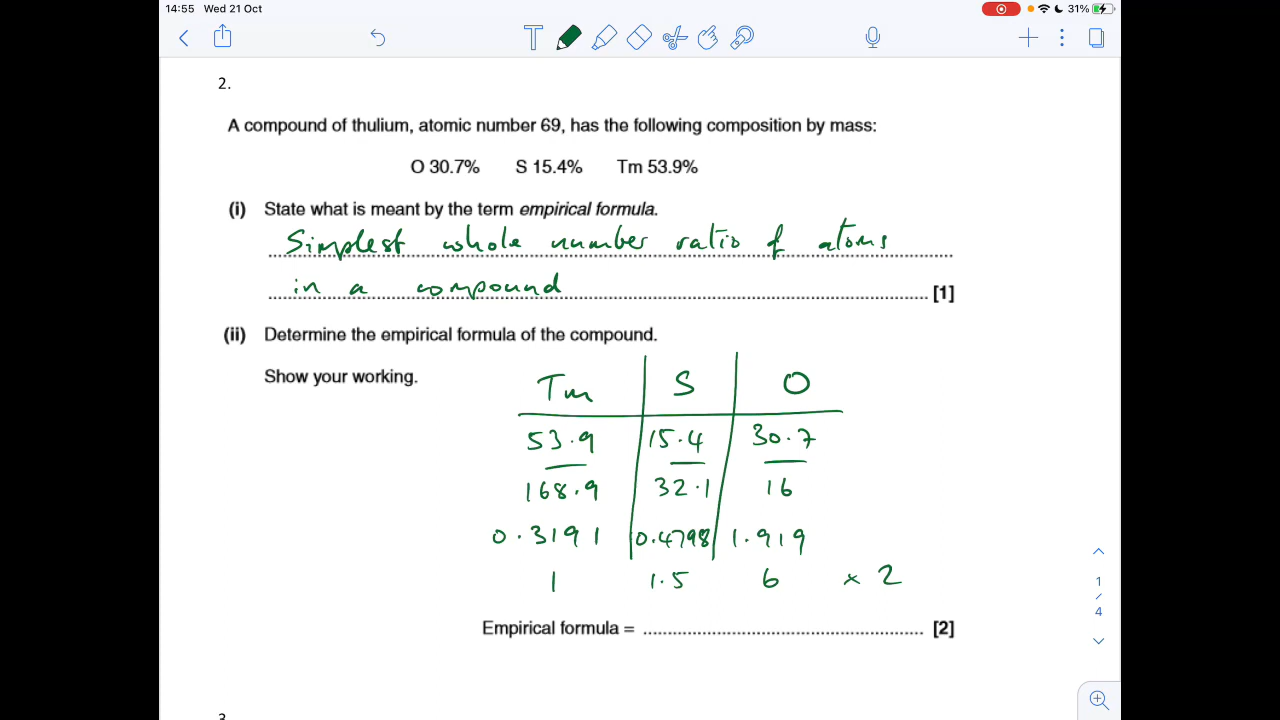 14:55 Wed 21 Oct
31%
T
2.
A compound of thulium, atomic number 69, has the following composition by mass:
O 30.7% S 15.4% Tm 53.9%
(i) State what is meant by the term empirical formula.
Simplest whole number ratio of atoms
in a compound
[1]
(ii) Determine the empirical formula of the compound.
Show your working.
Tm S O
53.9 15.4 30.7
168.9 32.1 16
0.3191 0.4798 1.919
1 1.5 6 × 2
Empirical formula = [2]
1
/
4
3